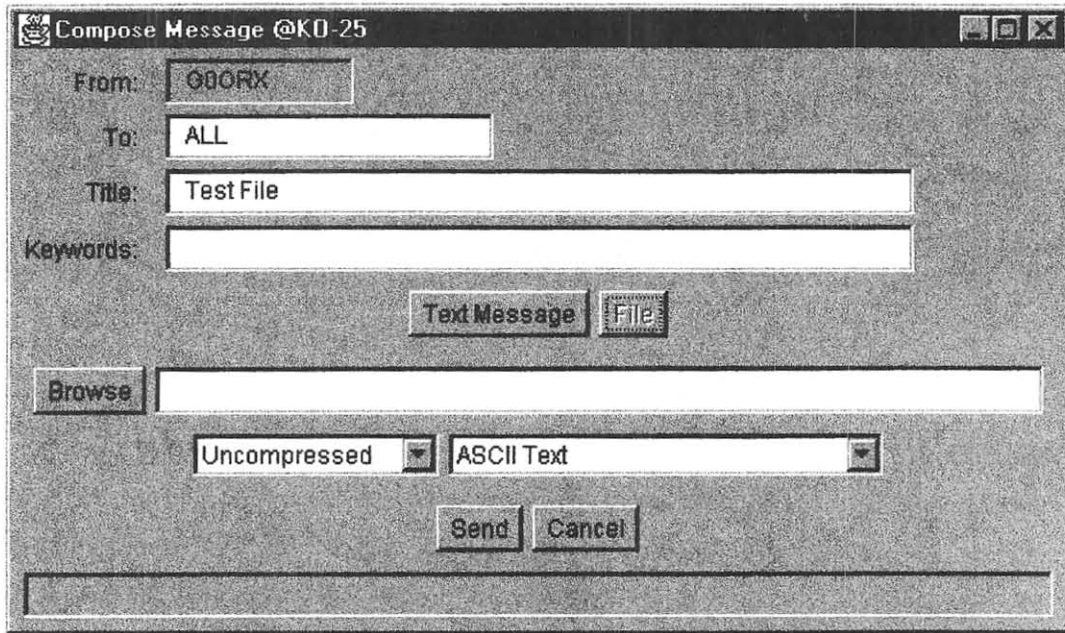 Compose Message @KO-25
From: G0ORX
To: ALL
Title: Test File
Keywords:
Text Message File
Browse
Uncompressed ASCII Text
Send Cancel